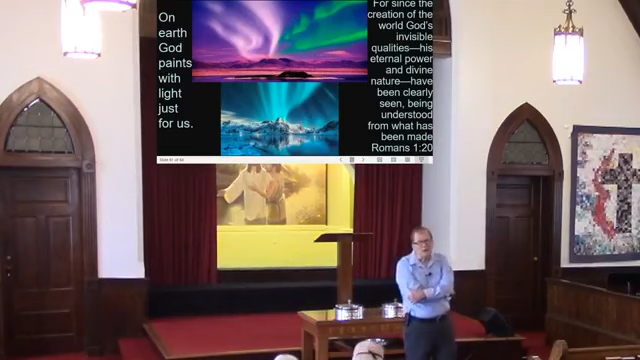 On
earth
God
paints
with
light
just
for us.
For since the
creation of the
world God's
invisible
qualities—his
eternal power
and divine
nature—have
been clearly
seen, being
understood
from what has
been made
Romans 1:20